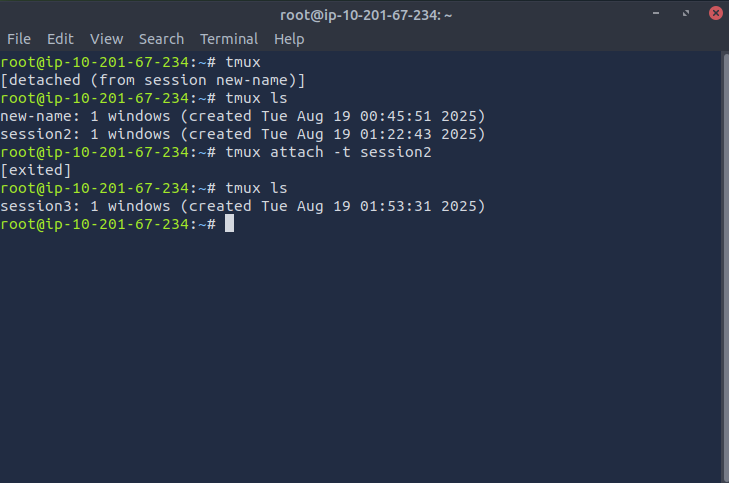 root@ip-10-201-67-234: ~
File Edit View Search Terminal Help
root@ip-10-201-67-234:~# tmux
[detached (from session new-name)]
root@ip-10-201-67-234:~# tmux ls
new-name: 1 windows (created Tue Aug 19 00:45:51 2025)
session2: 1 windows (created Tue Aug 19 01:22:43 2025)
root@ip-10-201-67-234:~# tmux attach -t session2
[exited]
root@ip-10-201-67-234:~# tmux ls
session3: 1 windows (created Tue Aug 19 01:53:31 2025)
root@ip-10-201-67-234:~#